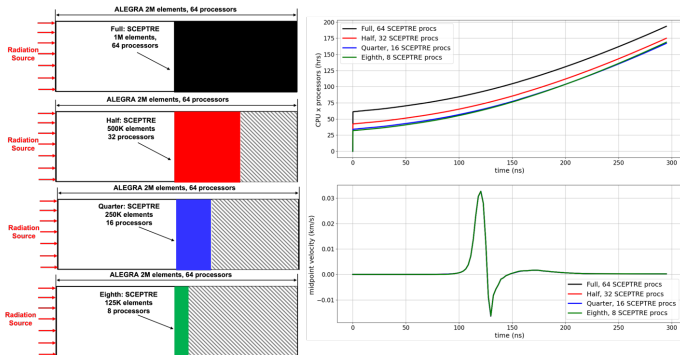 ALEGRA 2M elements, 64 processors
Radiation
Source
Full: SCEPTRE
1M elements,
64 processors
ALEGRA 2M elements, 64 processors
Radiation
Source
Half: SCEPTRE
500K elements
32 processors
ALEGRA 2M elements, 64 processors
Radiation
Source
Quarter: SCEPTRE
250K elements
16 processors
ALEGRA 2M elements, 64 processors
Radiation
Source
Eighth: SCEPTRE
125K elements
8 processors
CPU x processors (hrs)
200
175
150
125
100
75
50
25
0
Full, 64 SCEPTRE procs
Half, 32 SCEPTRE procs
Quarter, 16 SCEPTRE procs
Eighth, 8 SCEPTRE procs
0 50 100 150 200 250 300
time (ns)
midpoint velocity (km/s)
0.03
0.02
0.01
0.00
−0.01
Full, 64 SCEPTRE procs
Half, 32 SCEPTRE procs
Quarter, 16 SCEPTRE procs
Eighth, 8 SCEPTRE procs
0 50 100 150 200 250 300
time (ns)